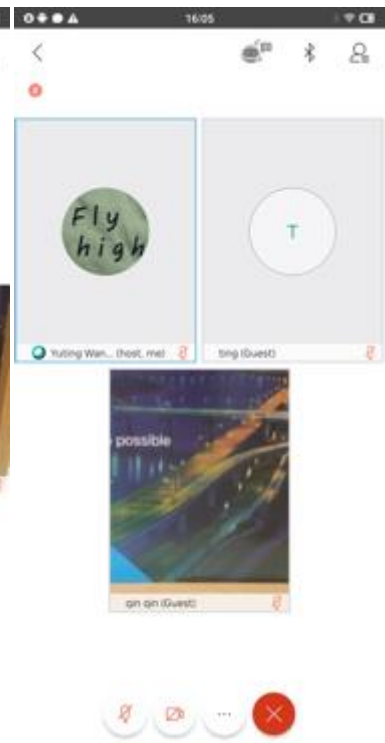 16:05
Fly
high
T
Yuting Wan... (host, me)
ting (Guest)
possible
qin qin (Guest)